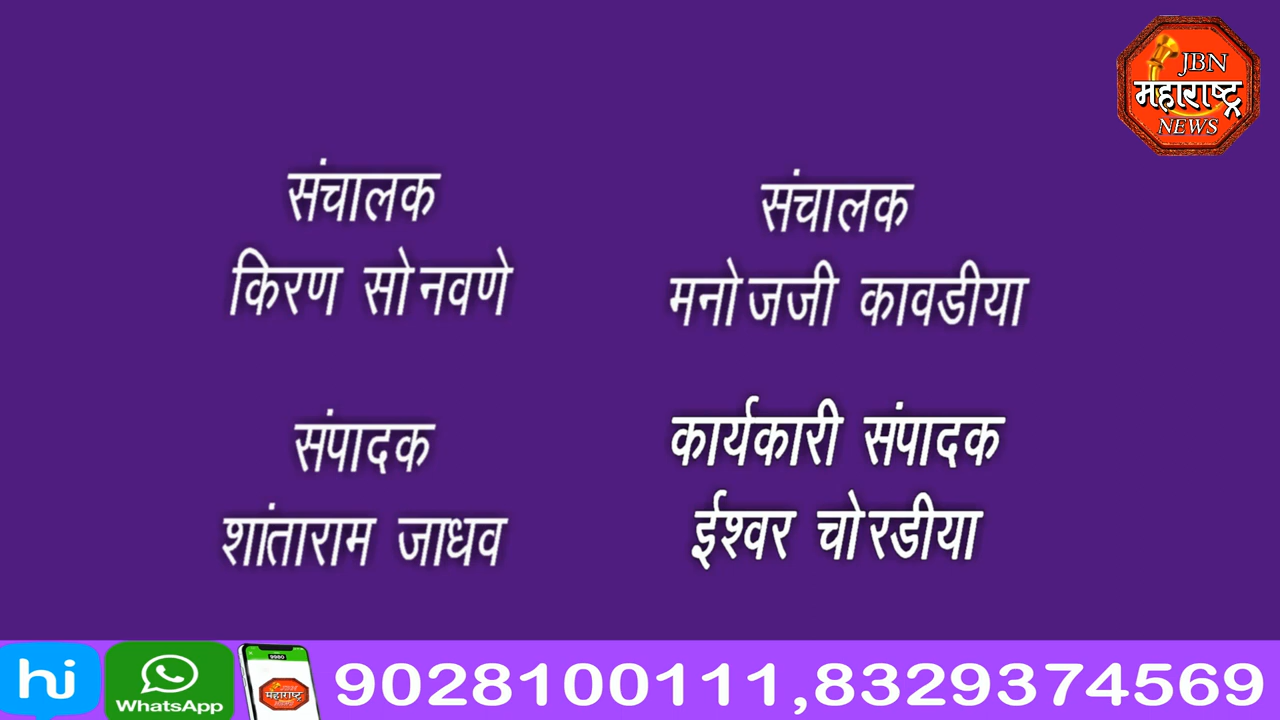 JBN
महाराष्ट्र
NEWS
संचालक
किरण सोनवणे
संचालक
मनोजजी कावडीया
संपादक
शांताराम जाधव
कार्यकारी संपादक
ईश्वर चोरडीया
hi
WhatsApp
महाराष्ट्र
9028100111,8329374569